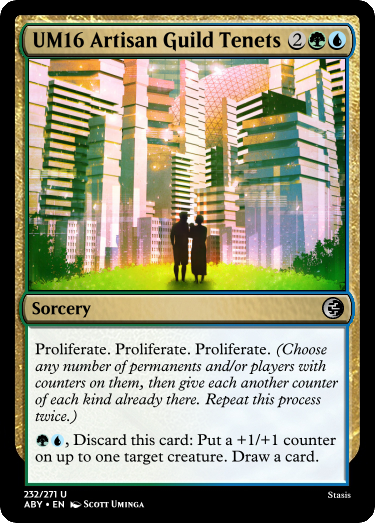 UM16 Artisan Guild Tenets 2
Sorcery
Proliferate. Proliferate. Proliferate. (Choose
any number of permanents and/or players with
counters on them, then give each another counter
of each kind already there. Repeat this process
twice.)
, Discard this card: Put a +1/+1 counter
on up to one target creature. Draw a card.
232/271 U
Stasis
ABY • EN Scott Uminga